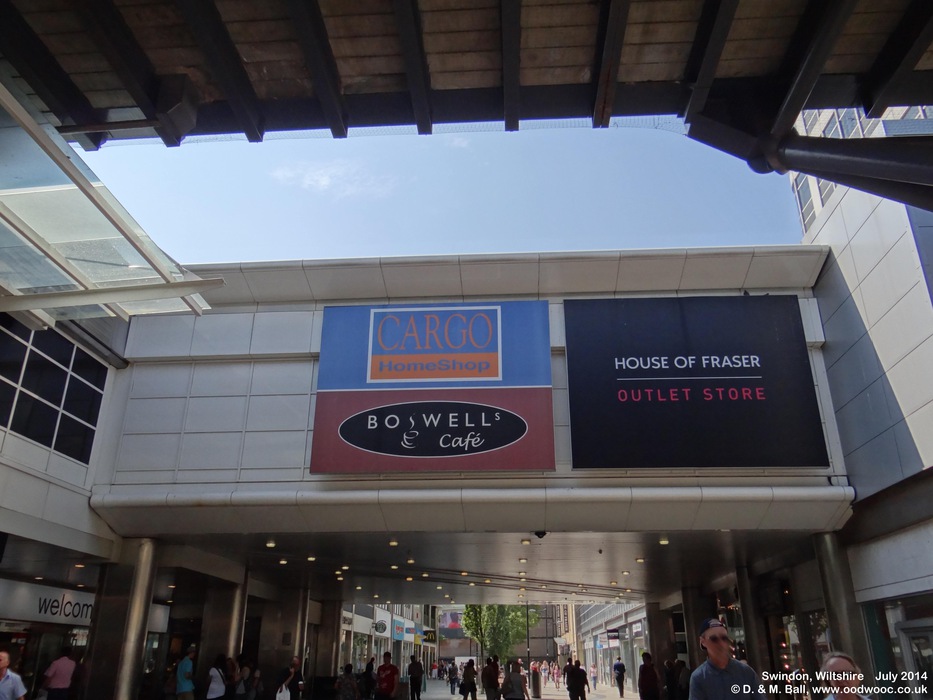 CARGO
HomeShop
BOSWELLS
Café
HOUSE OF FRASER
OUTLET STORE
welcom
Swindon, Wiltshire July 2014
© D. & M. Ball, www.oodwooc.co.uk